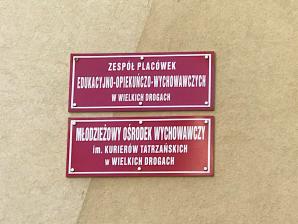 ZESPÓŁ PLACÓWEK
EDUKACYJNO-OPIEKUŃCZO-WYCHOWAWCZYCH
W WIELKICH DROGACH
MŁODZIEŻOWY OŚRODEK WYCHOWAWCZY
im. KURIERÓW TATRZAŃSKICH
w WIELKICH DROGACH